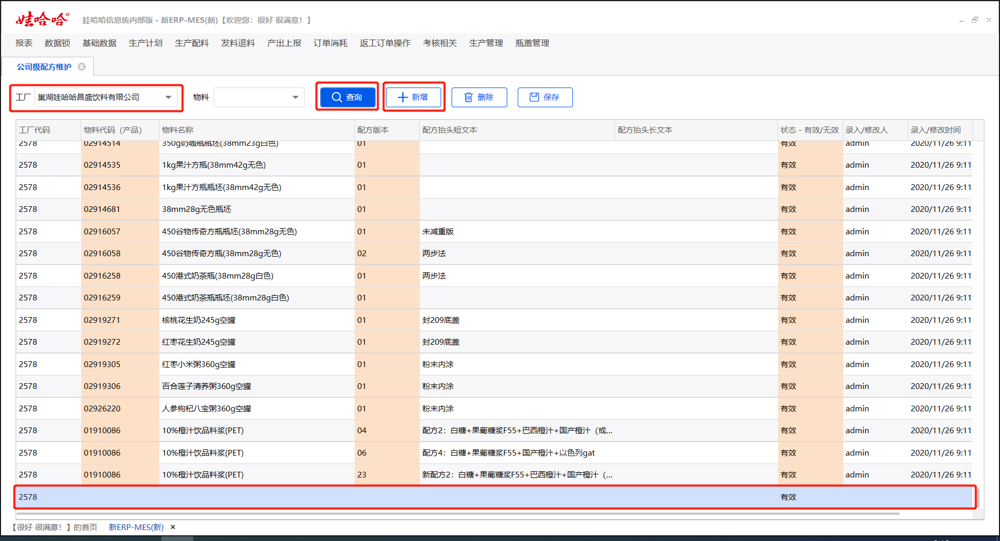 娃哈哈®
娃哈哈信息统内部版 - 新ERP-MES(新)【欢迎您：很好 很满意！】
报表 数据锁 基础数据 生产计划 生产配料 发料退料 产出上报 订单消耗 返工订单操作 考核相关 生产管理 瓶盖管理
公司级配方维护
工厂 巢湖娃哈哈昌盛饮料有限公司 物料 查询 新增 删除 保存
工厂代码 物料代码（产品） 物料名称 配方版本 配方抬头短文本 配方抬头长文本 状态 - 有效/无效 录入/修改人 录入/修改时间
2578 02914514 350g奶咖瓶瓶坯(38mm23g白色) 01 有效 admin 2020/11/26 9:11
2578 02914535 1kg果汁方瓶(38mm42g无色) 01 有效 admin 2020/11/26 9:11
2578 02914536 1kg果汁方瓶瓶坯(38mm42g无色) 01 有效 admin 2020/11/26 9:11
2578 02914681 38mm28g无色瓶坯 01 有效 admin 2020/11/26 9:11
2578 02916057 450谷物传奇方瓶瓶坯(38mm28g无色) 01 未减重版 有效 admin 2020/11/26 9:11
2578 02916058 450谷物传奇方瓶(38mm28g无色) 02 两步法 有效 admin 2020/11/26 9:11
2578 02916258 450港式奶茶瓶(38mm28g白色) 01 两步法 有效 admin 2020/11/26 9:11
2578 02916259 450港式奶茶瓶瓶坯(38mm28g白色) 01 有效 admin 2020/11/26 9:11
2578 02919271 核桃花生奶245g空罐 01 封209底盖 有效 admin 2020/11/26 9:11
2578 02919272 红枣花生奶245g空罐 01 封209底盖 有效 admin 2020/11/26 9:11
2578 02919305 红枣小米粥360g空罐 01 粉末内涂 有效 admin 2020/11/26 9:11
2578 02919306 百合莲子清养粥360g空罐 01 粉末内涂 有效 admin 2020/11/26 9:11
2578 02926220 人参枸杞八宝粥360g空罐 01 粉末内涂 有效 admin 2020/11/26 9:11
2578 01910086 10%橙汁饮品料浆(PET) 04 配方2：白糖+果葡糖浆F55+巴西橙汁+国产橙汁（或... 有效 admin 2020/11/26 9:11
2578 01910086 10%橙汁饮品料浆(PET) 06 配方4：白糖+果葡糖浆F55+国产橙汁+以色列gat 有效 admin 2020/11/26 9:11
2578 01910086 10%橙汁饮品料浆(PET) 23 新配方2：白糖+果葡糖浆F55+巴西橙汁+国产橙汁（... 有效 admin 2020/11/26 9:11
2578 有效
【很好 很满意！】的首页 新ERP-MES(新) ×